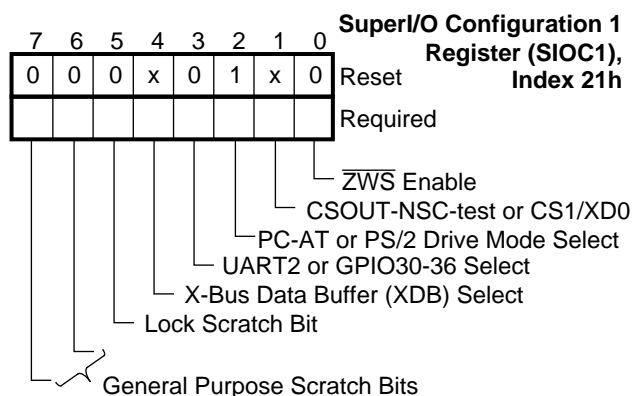 SuperI/O Configuration 1
Register (SIOC1),
Index 21h
7 6 5 4 3 2 1 0
0 0 0 x 0 1 x 0 Reset
Required
ZWS Enable
CSOUT-NSC-test or CS1/XD0
PC-AT or PS/2 Drive Mode Select
UART2 or GPIO30-36 Select
X-Bus Data Buffer (XDB) Select
Lock Scratch Bit
General Purpose Scratch Bits